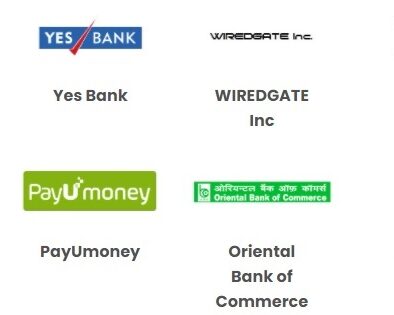 YES BANK
WIREDGATE Inc.
Yes Bank
WIREDGATE
Inc
PayUmoney
ओरियन्टल बैंक ऑफ़ कॉमर्स
Oriental Bank of Commerce
PayUmoney
Oriental
Bank of
Commerce